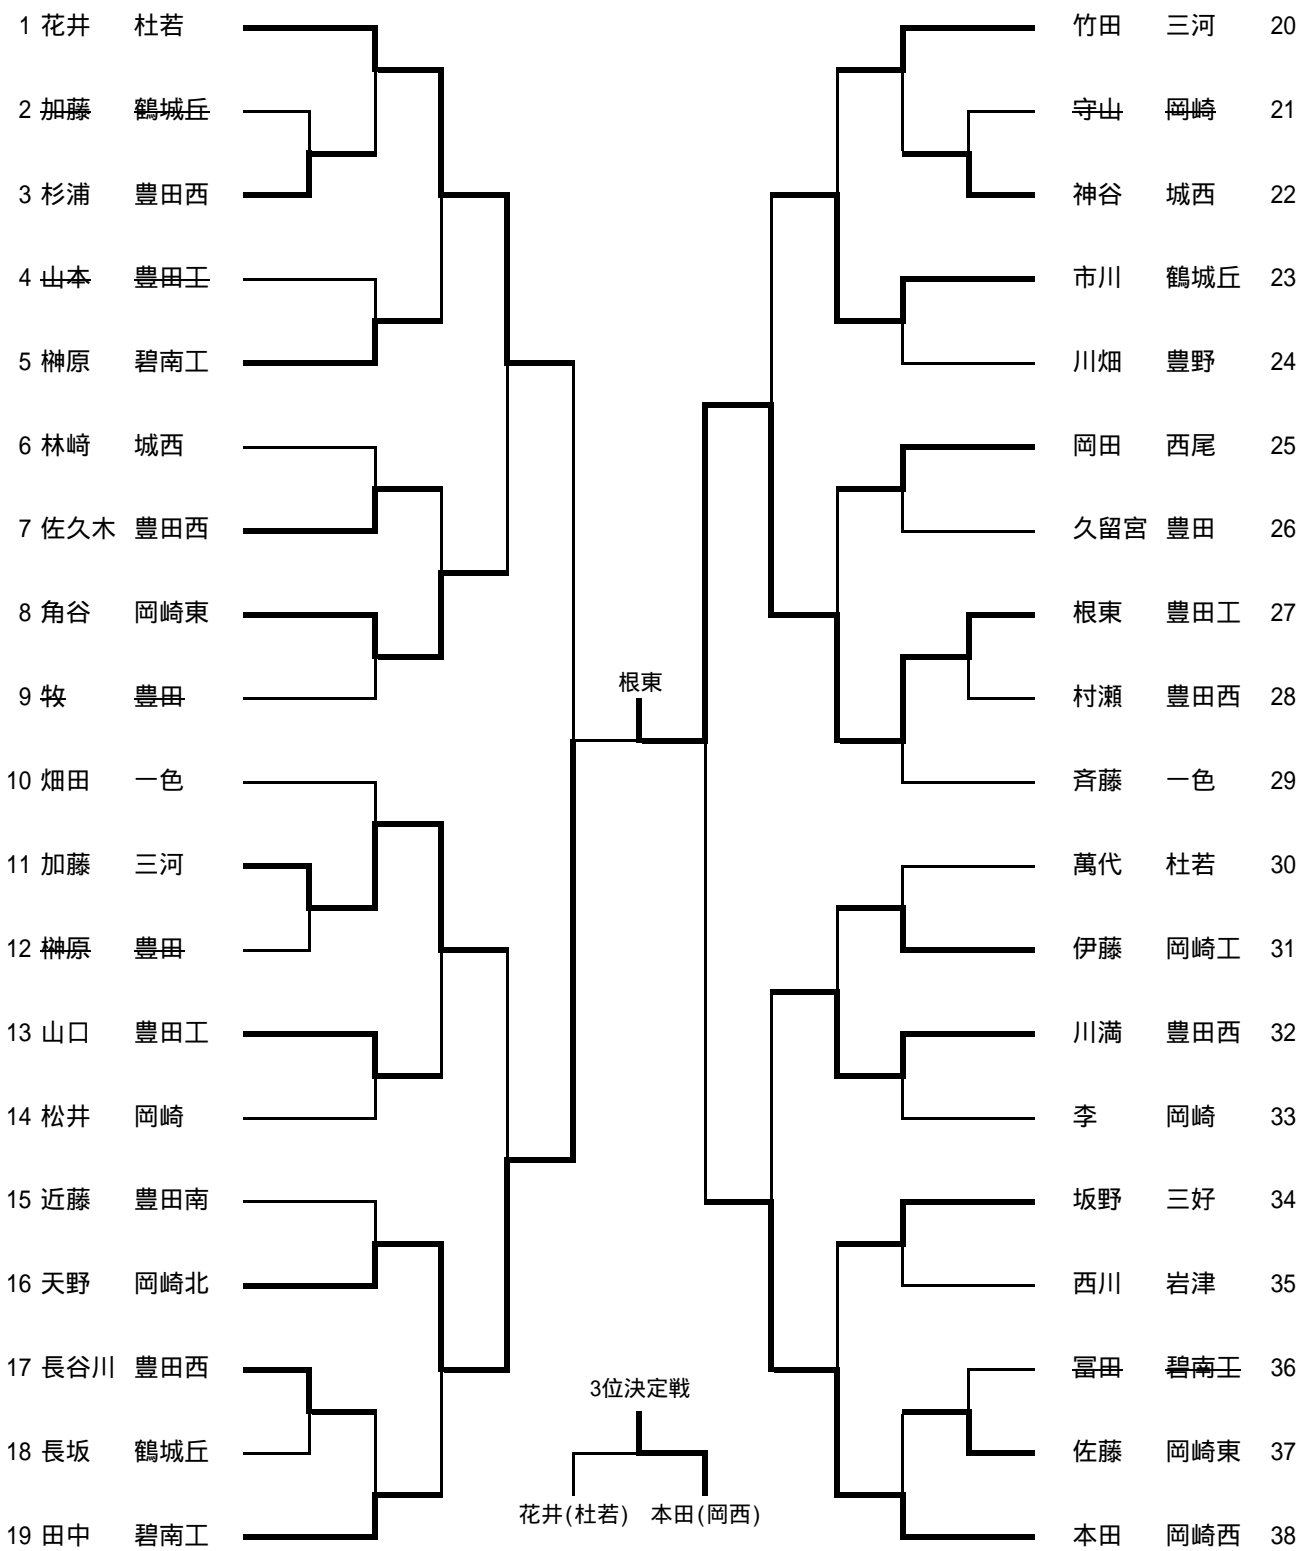 1 花井 杜若
2 加藤 鶴城丘
3 杉浦 豊田西
4 山本 豊田工
5 榊原 碧南工
6 林﨑 城西
7 佐久木 豊田西
8 角谷 岡崎東
9 牧 豊田
10 畑田 一色
11 加藤 三河
12 榊原 豊田
13 山口 豊田工
14 松井 岡崎
15 近藤 豊田南
16 天野 岡崎北
17 長谷川 豊田西
18 長坂 鶴城丘
19 田中 碧南工
根東
3位決定戦
花井(杜若) 本田(岡西)
竹田 三河 20
守山 岡崎 21
神谷 城西 22
市川 鶴城丘 23
川畑 豊野 24
岡田 西尾 25
久留宮 豊田 26
根東 豊田工 27
村瀬 豊田西 28
斉藤 一色 29
萬代 杜若 30
伊藤 岡崎工 31
川満 豊田西 32
李 岡崎 33
坂野 三好 34
西川 岩津 35
冨田 碧南工 36
佐藤 岡崎東 37
本田 岡崎西 38